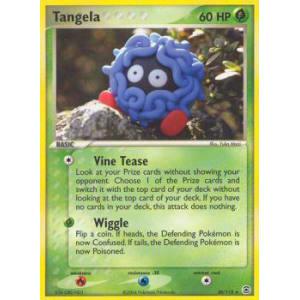 Tangela 60 HP
BASIC
Vine Tease
Look at your Prize cards without showing your
opponent. Choose 1 of the Prize cards and
switch it with the top card of your deck without
looking at the top card of your deck. If you have
no cards in your deck, this attack does nothing.
Wiggle
Flip a coin. If heads, the Defending Pokémon
is now Confused. If tails, the Defending Pokémon
is now Poisoned.
weakness
resistance -30
retreat cost